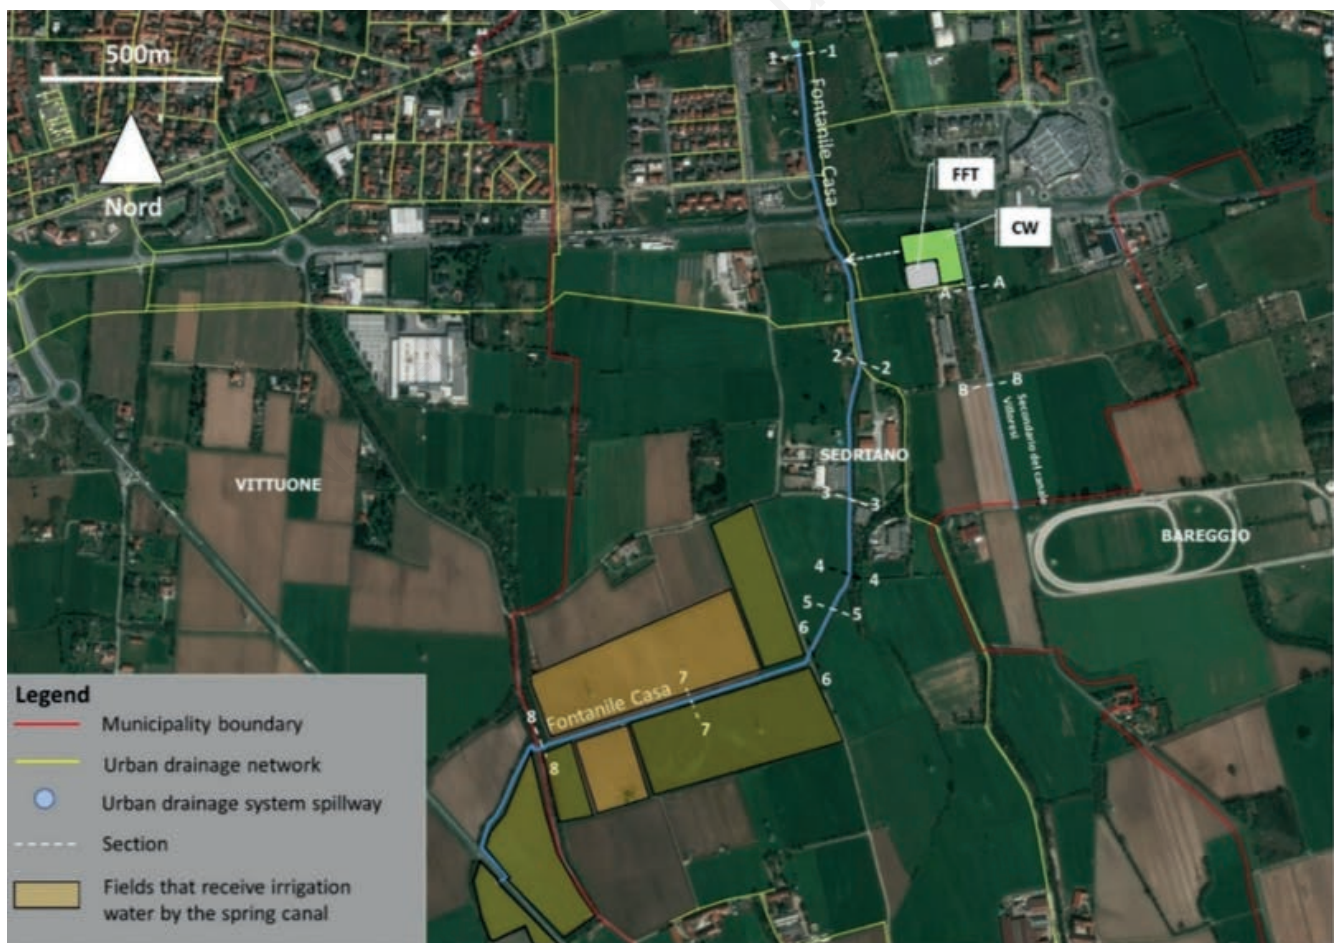 500m
Nord
1
1
Fontanile Casa
FFT
CW
A
A
2
2
B
B
Secondario del canale
Villoresi
VITTUONE
SEDRIANO
3
3
BAREGGIO
4
4
5
5
6
6
7
7
Fontanile Casa
8
8
Legend
Municipality boundary
Urban drainage network
Urban drainage system spillway
Section
Fields that receive irrigation
water by the spring canal